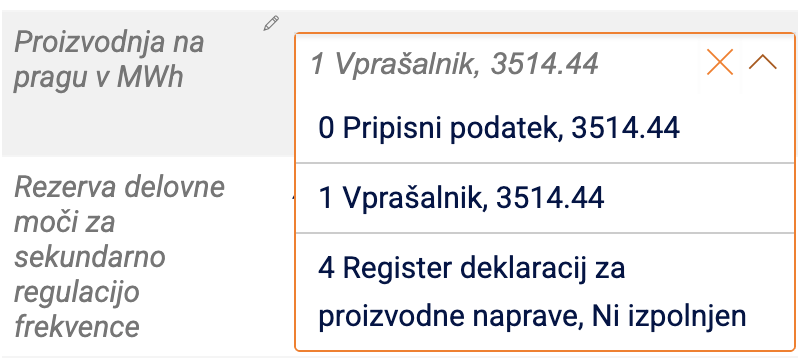 Proizvodnja na
pragu v MWh
1 Vprašalnik, 3514.44
0 Pripisni podatek, 3514.44
1 Vprašalnik, 3514.44
4 Register deklaracij za
proizvodne naprave, Ni izpolnjen
Rezerva delovne
moči za
sekundarno
regulacijo
frekvence